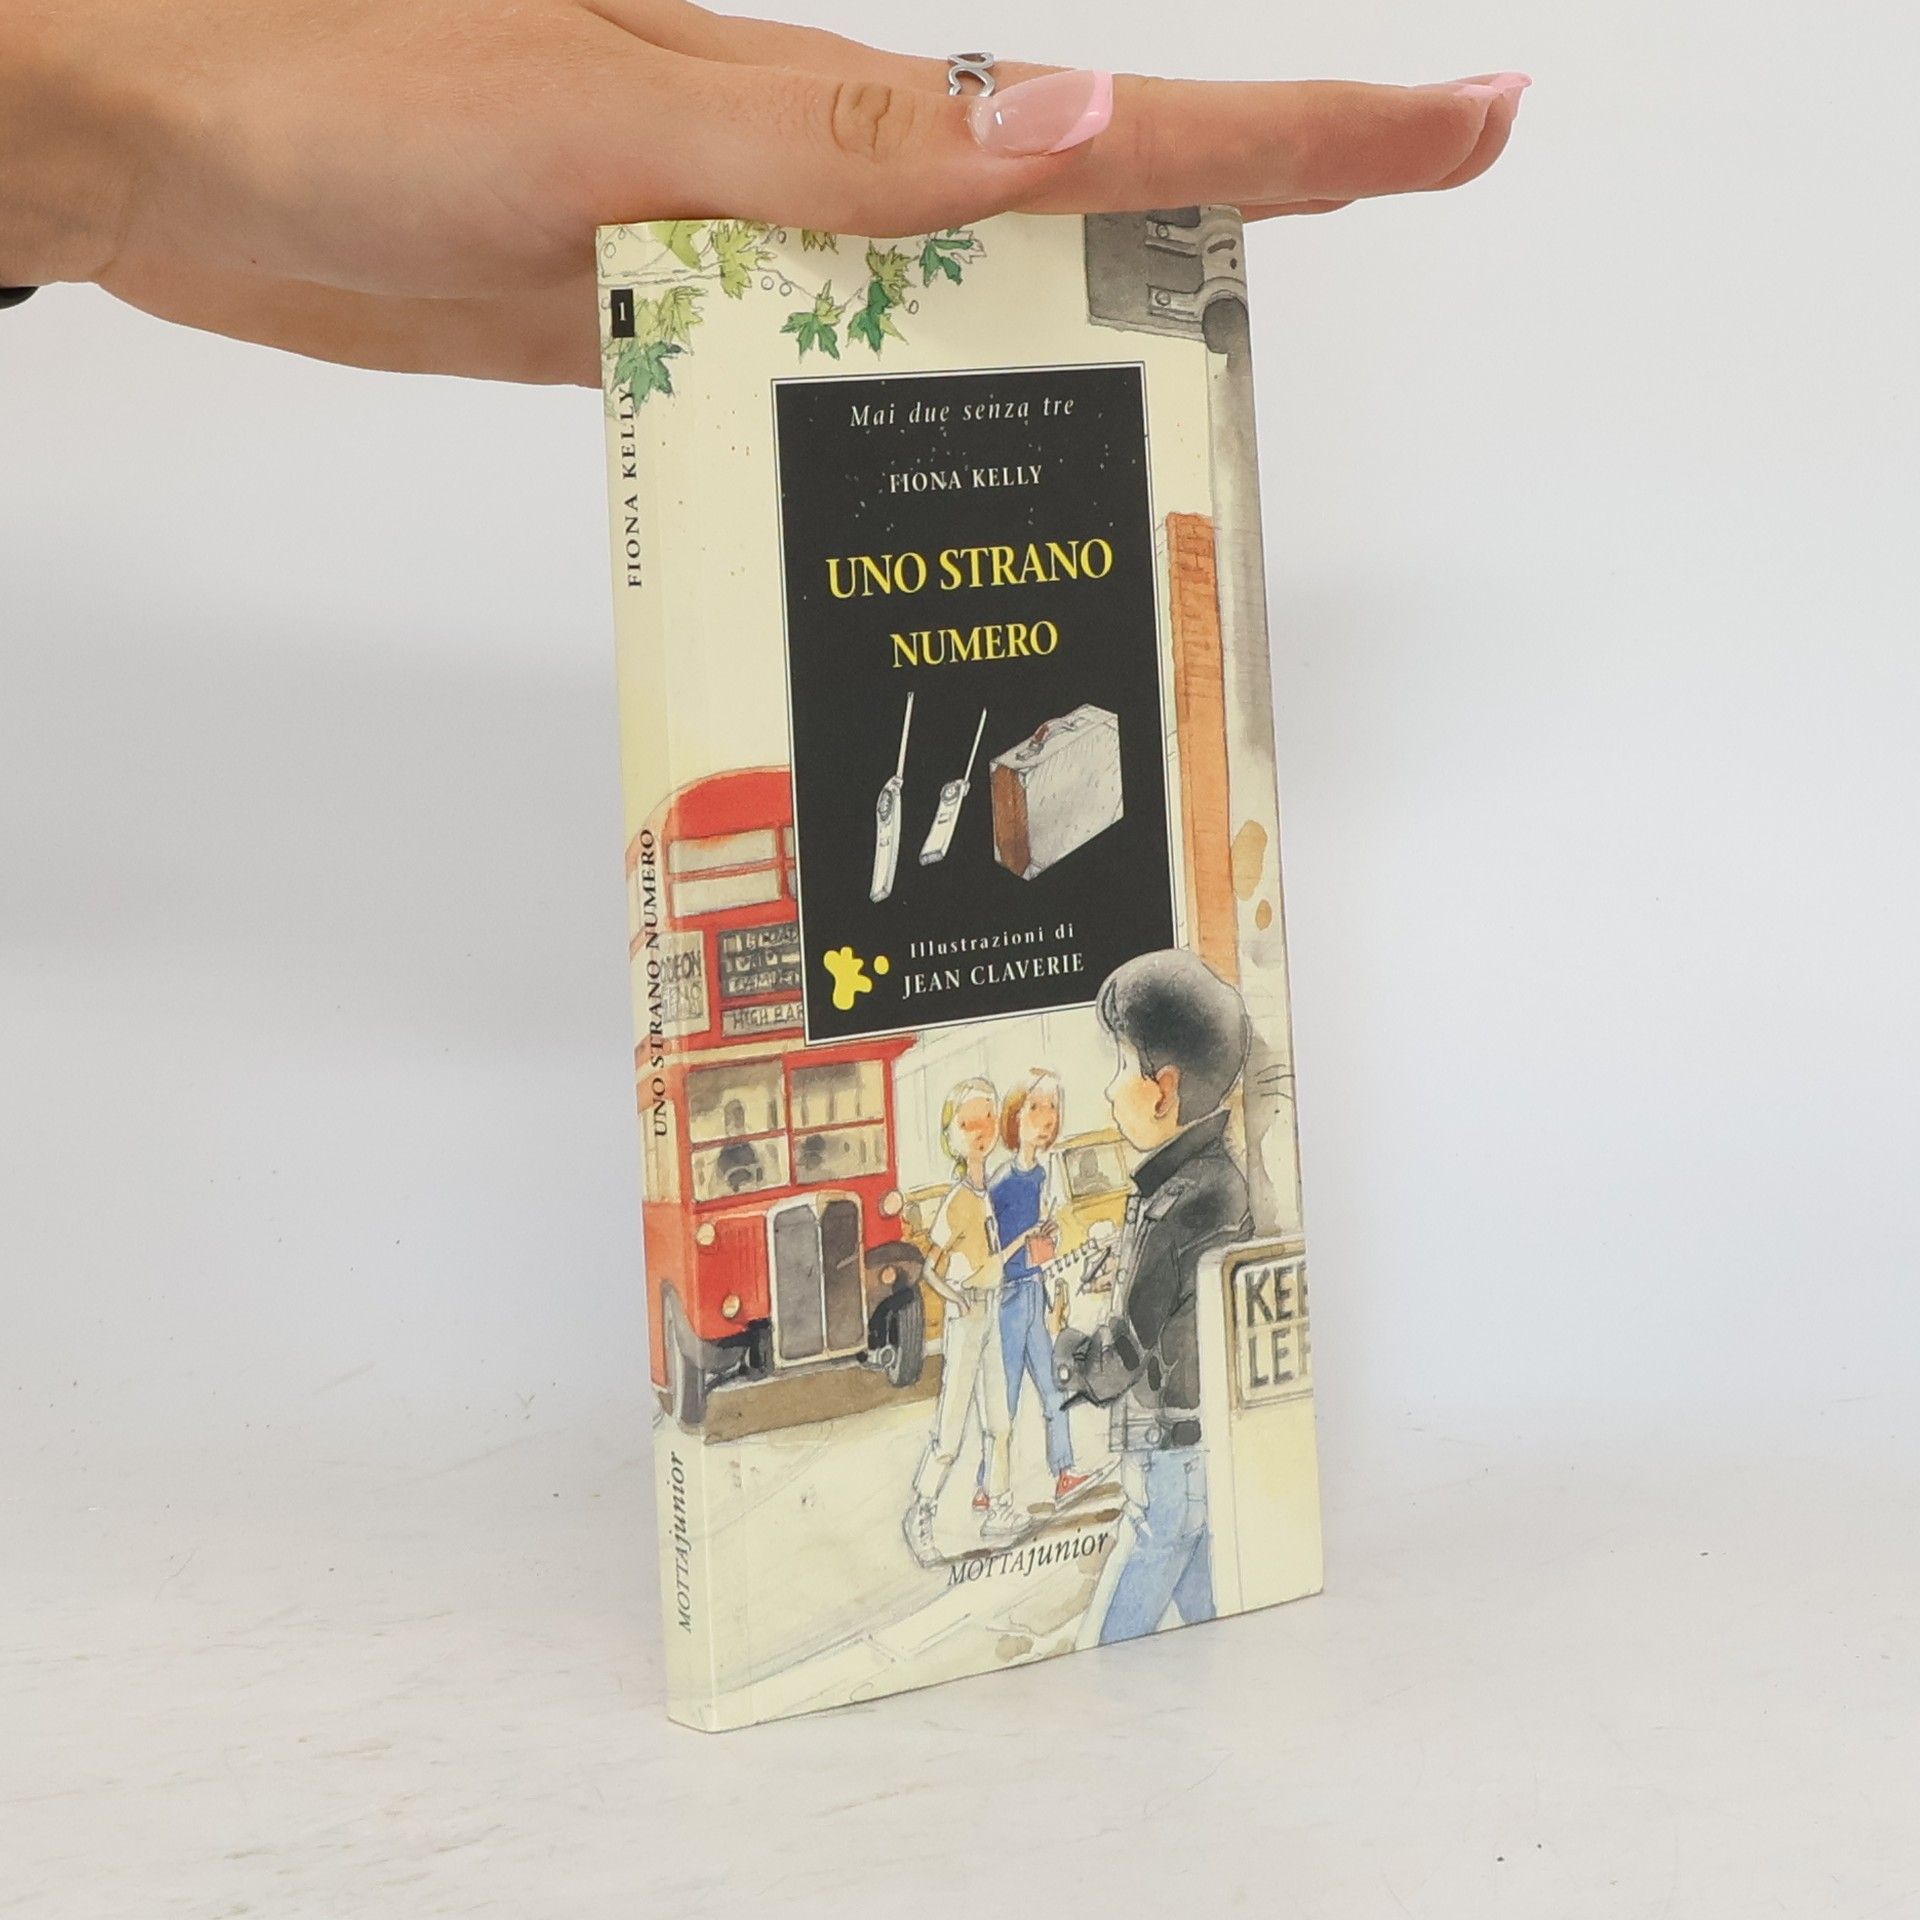 1
FIONA KELLY
UNO STRANO NUMERO
MOTTAjunior
Mai due senza tre
FIONA KELLY
UNO STRANO
NUMERO
Illustrazioni di
JEAN CLAVERIE
HIGH BAR
KEE
LEF
MOTTAjunior